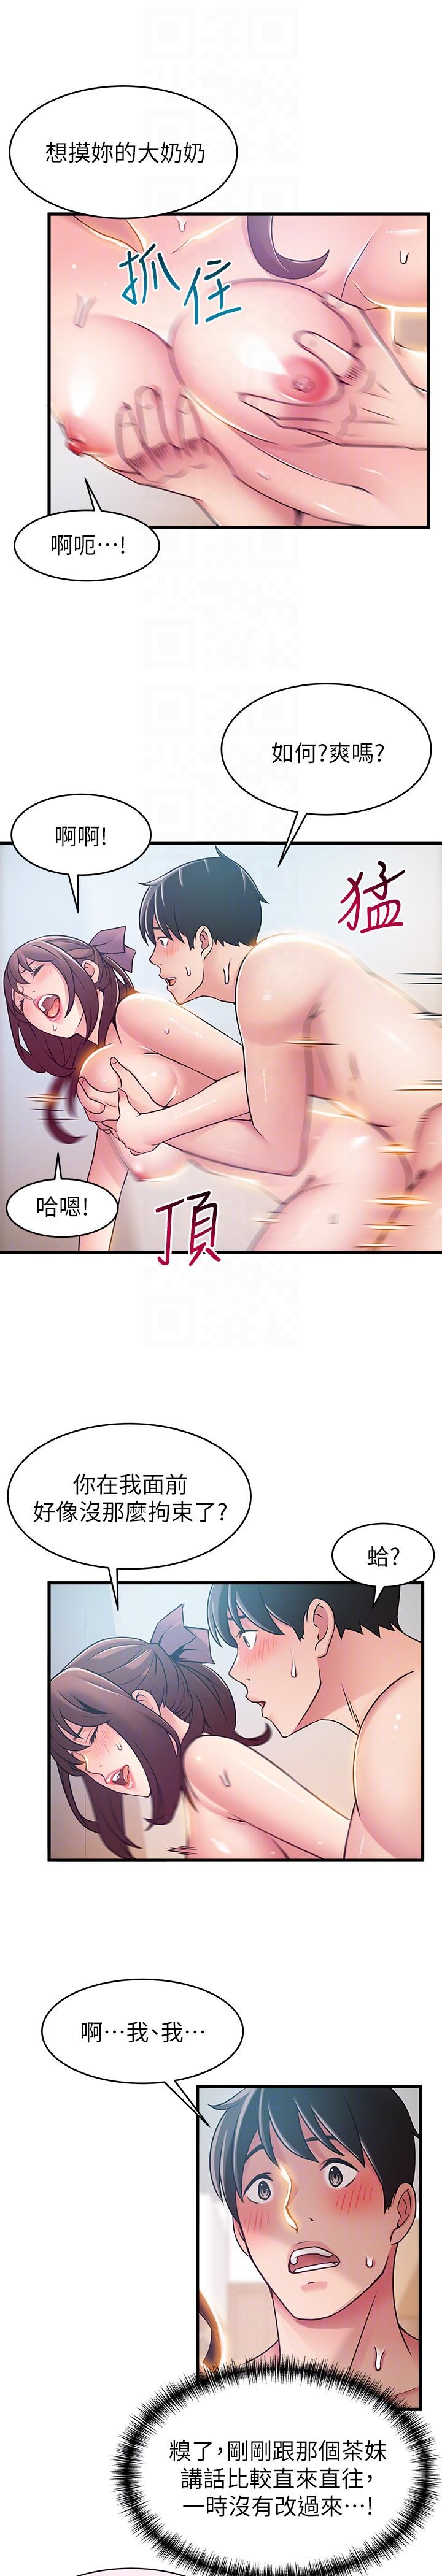 想摸妳的大奶奶
抓住
啊呃⋯!
如何?爽嗎?
啊啊!
猛
哈嗯!
頂
你在我面前
好像沒那麼拘束了?
蛤?
啊⋯我、我⋯
糗了,剛剛跟那個茶妹
講話比較直來直往,
一時沒有改過來⋯!